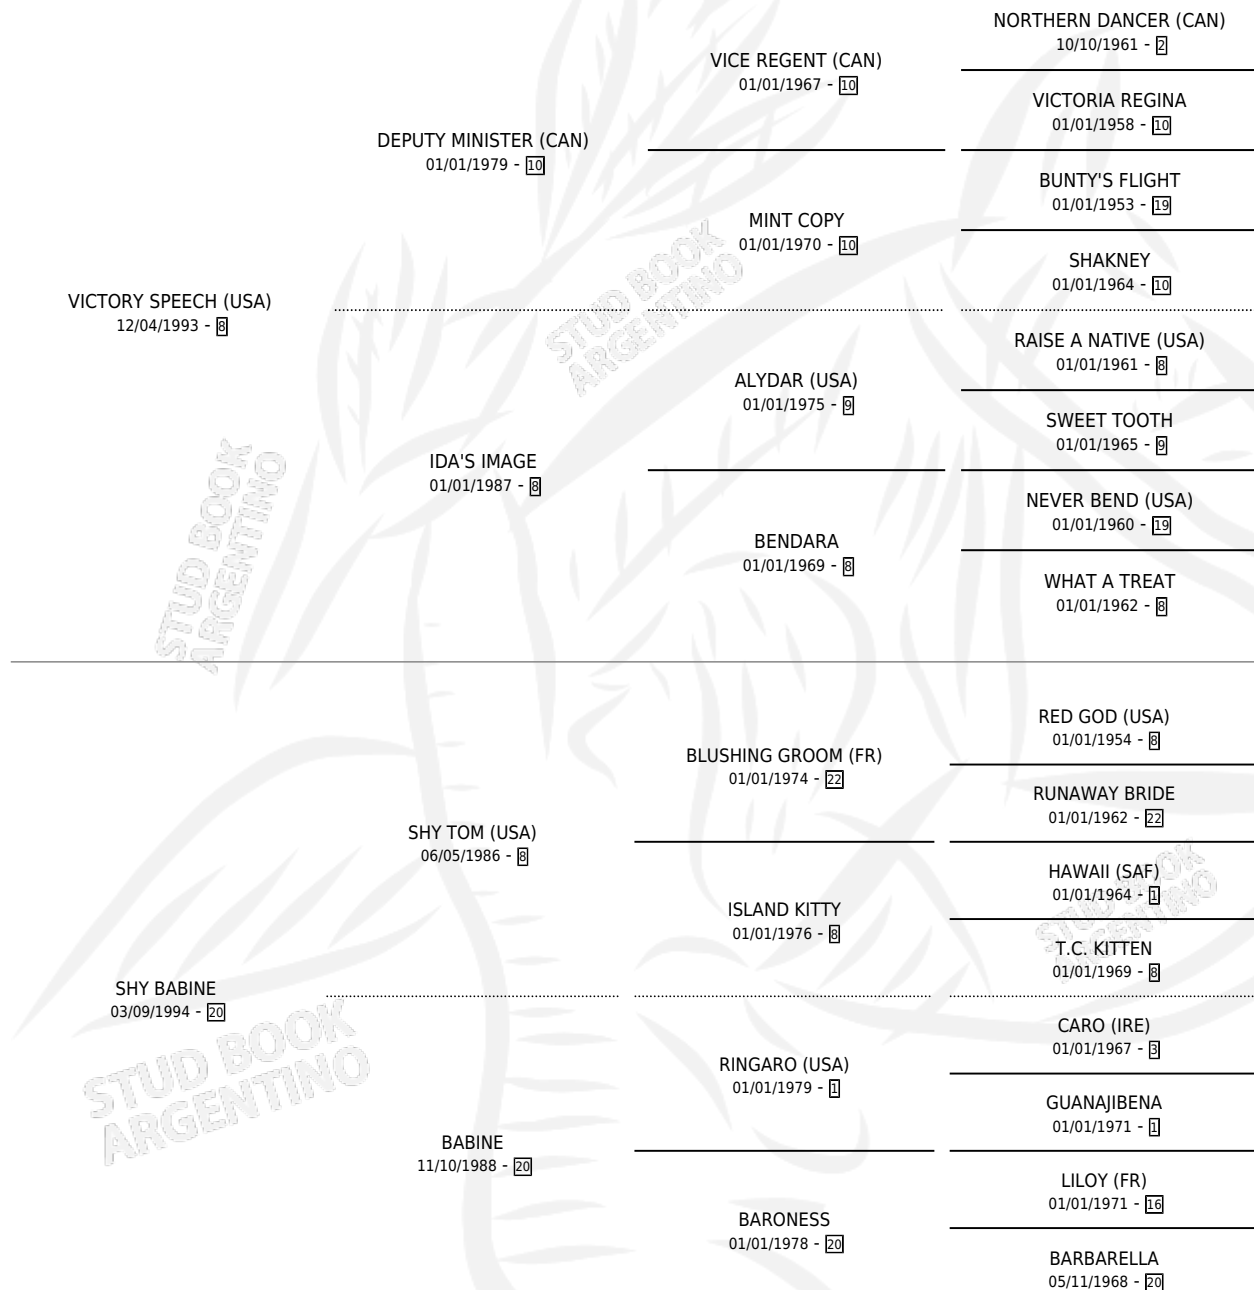 NORTHERN DANCER (CAN)
10/10/1961 - 2
VICE REGENT (CAN)
01/01/1967 - 10
VICTORIA REGINA
01/01/1958 - 10
DEPUTY MINISTER (CAN)
01/01/1979 - 10
BUNTY'S FLIGHT
01/01/1953 - 19
MINT COPY
01/01/1970 - 10
SHAKNEY
01/01/1964 - 10
VICTORY SPEECH (USA)
12/04/1993 - 8
RAISE A NATIVE (USA)
01/01/1961 - 8
ALYDAR (USA)
01/01/1975 - 9
SWEET TOOTH
01/01/1965 - 9
IDA'S IMAGE
01/01/1987 - 8
NEVER BEND (USA)
01/01/1960 - 19
BENDARA
01/01/1969 - 8
WHAT A TREAT
01/01/1962 - 8
RED GOD (USA)
01/01/1954 - 8
BLUSHING GROOM (FR)
01/01/1974 - 22
RUNAWAY BRIDE
01/01/1962 - 22
SHY TOM (USA)
06/05/1986 - 8
HAWAII (SAF)
01/01/1964 - 1
ISLAND KITTY
01/01/1976 - 8
T.C. KITTEN
01/01/1969 - 8
SHY BABINE
03/09/1994 - 20
CARO (IRE)
01/01/1967 - 3
RINGARO (USA)
01/01/1979 - 1
GUANAJIBENA
01/01/1971 - 1
BABINE
11/10/1988 - 20
LILOY (FR)
01/01/1971 - 16
BARONESS
01/01/1978 - 20
BARBARELLA
05/11/1968 - 20
STUD BOOK
ARGENTINO
STUD BOOK
ARGENTINO
STUD BOOK
ARGENTINO
STUD BOOK
ARGENTINO